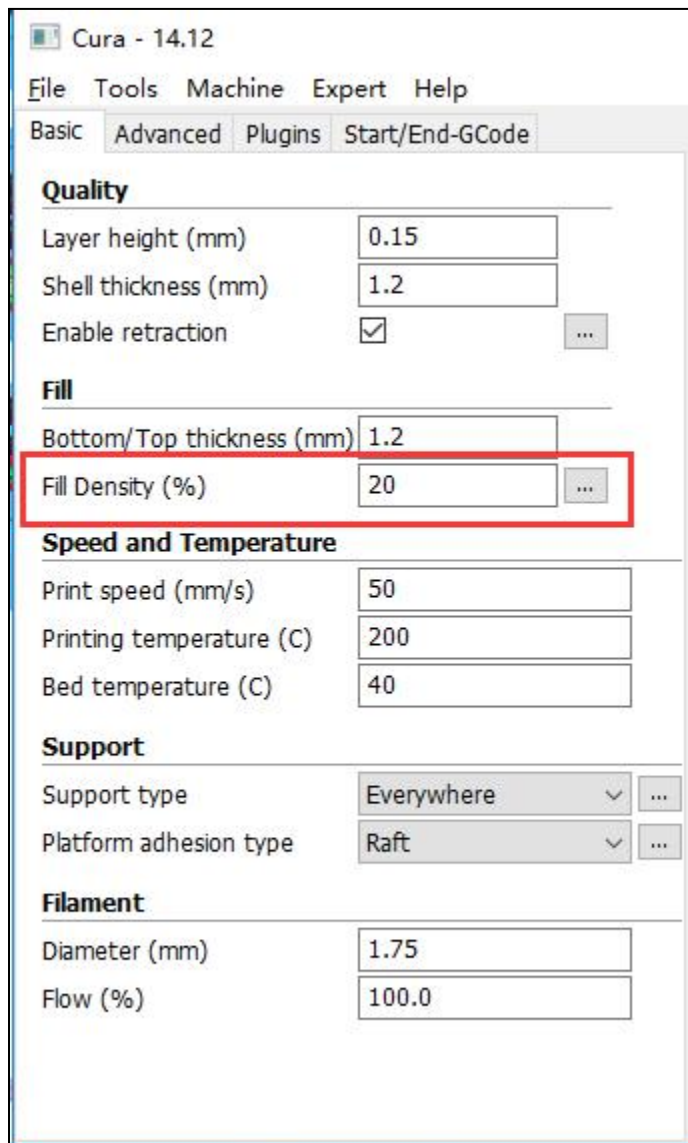 Cura - 14.12
File Tools Machine Expert Help
Basic Advanced Plugins Start/End-GCode
Quality
Layer height (mm) 0.15
Shell thickness (mm) 1.2
Enable retraction ...
Fill
Bottom/Top thickness (mm) 1.2
Fill Density (%) 20 ...
Speed and Temperature
Print speed (mm/s) 50
Printing temperature (C) 200
Bed temperature (C) 40
Support
Support type Everywhere ...
Platform adhesion type Raft ...
Filament
Diameter (mm) 1.75
Flow (%) 100.0